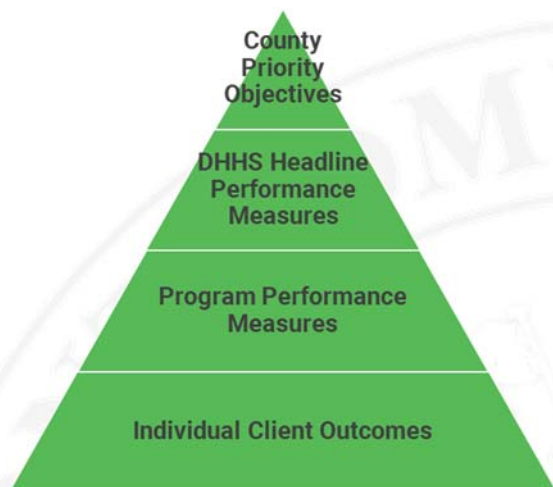 County
Priority
Objectives
DHHS Headline
Performance
Measures
Program Performance
Measures
Individual Client Outcomes